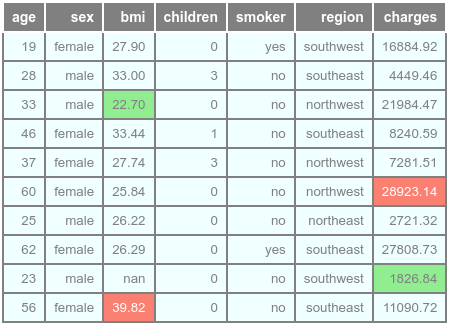 age sex bmi children smoker region charges
19 female 27.90 0 yes southwest 16884.92
28 male 33.00 3 no southeast 4449.46
33 male 22.70 0 no northwest 21984.47
46 female 33.44 1 no southeast 8240.59
37 female 27.74 3 no northwest 7281.51
60 female 25.84 0 no northwest 28923.14
25 male 26.22 0 no northeast 2721.32
62 female 26.29 0 yes southeast 27808.73
23 male nan 0 no southwest 1826.84
56 female 39.82 0 no southeast 11090.72